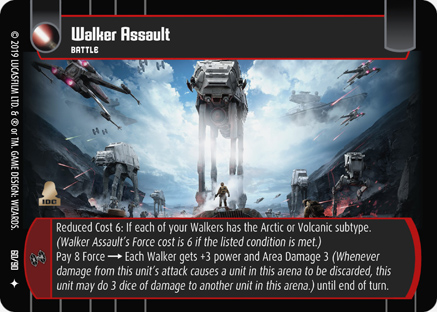 Walker Assault
BATTLE
© 2019 LUCASFILM LTD. & ® or TM. GAME DESIGN: WIZARDS.
IDC
Reduced Cost 6: If each of your Walkers has the Arctic or Volcanic subtype.
(Walker Assault's Force cost is 6 if the listed condition is met.)
Pay 8 Force → Each Walker gets +3 power and Area Damage 3 (Whenever
damage from this unit's attack causes a unit in this arena to be discarded, this
unit may do 3 dice of damage to another unit in this arena.) until end of turn.